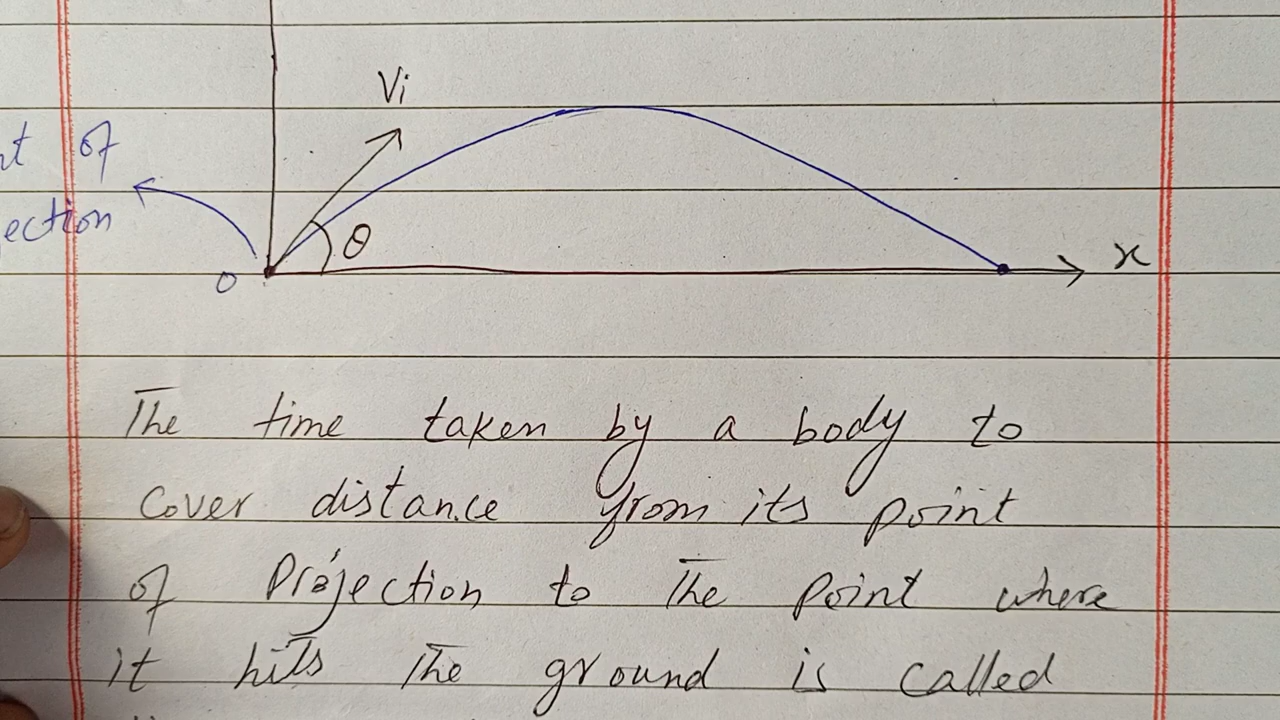 Vi
of
θ
O
x
The time taken by a body to
cover distance from its point
of Projection to The Point where
it hits The ground is called